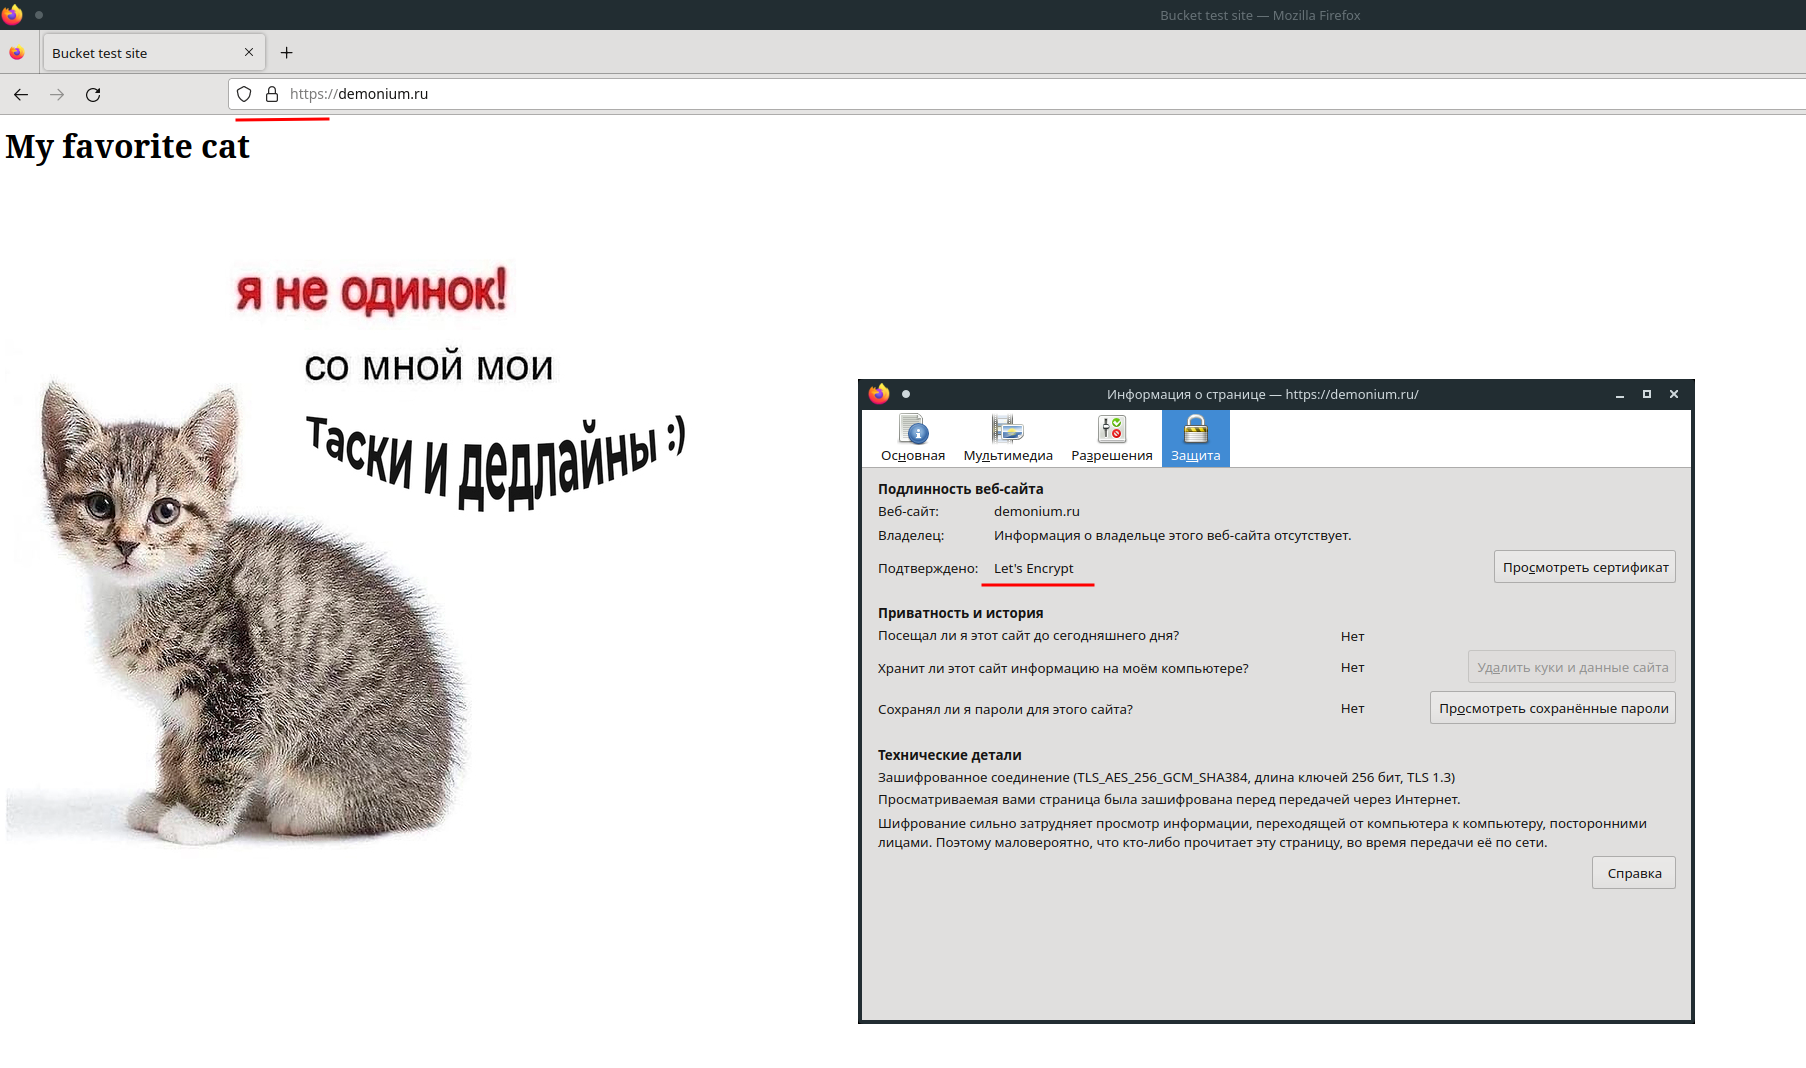 Bucket test site — Mozilla Firefox
Bucket test site
https://demonium.ru
My favorite cat
я не одинок!
со мной мои
Таски и дедлайны :)
Информация о странице — https://demonium.ru/
Основная Мультимедиа Разрешения Защита
Подлинность веб-сайта
Веб-сайт: demonium.ru
Владелец: Информация о владельце этого веб-сайта отсутствует.
Подтверждено: Let's Encrypt Просмотреть сертификат
Приватность и история
Посещал ли я этот сайт до сегодняшнего дня? Нет
Хранит ли этот сайт информацию на моём компьютере? Нет Удалить куки и данные сайта
Сохранял ли я пароли для этого сайта? Нет Просмотреть сохранённые пароли
Технические детали
Зашифрованное соединение (TLS_AES_256_GCM_SHA384, длина ключей 256 бит, TLS 1.3)
Просматриваемая вами страница была зашифрована перед передачей через Интернет.
Шифрование сильно затрудняет просмотр информации, переходящей от компьютера к компьютеру, посторонними
лицами. Поэтому маловероятно, что кто-либо прочитает эту страницу, во время передачи её по сети.
Справка